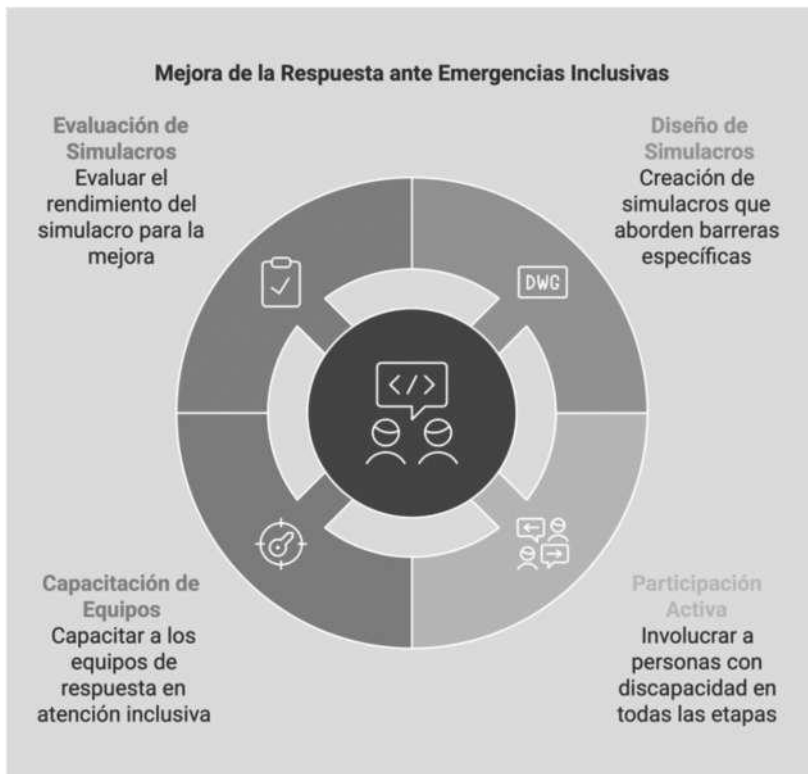 Mejora de la Respuesta ante Emergencias Inclusivas
Evaluación de
Simulacros
Evaluar el
rendimiento del
simulacro para la
mejora
Diseño de
Simulacros
Creación de
simulacros que
aborden barreras
específicas
DWG
</>
Capacitación de
Equipos
Capacitar a los
equipos de
respuesta en
atención inclusiva
Participación
Activa
Involucrar a
personas con
discapacidad en
todas las etapas